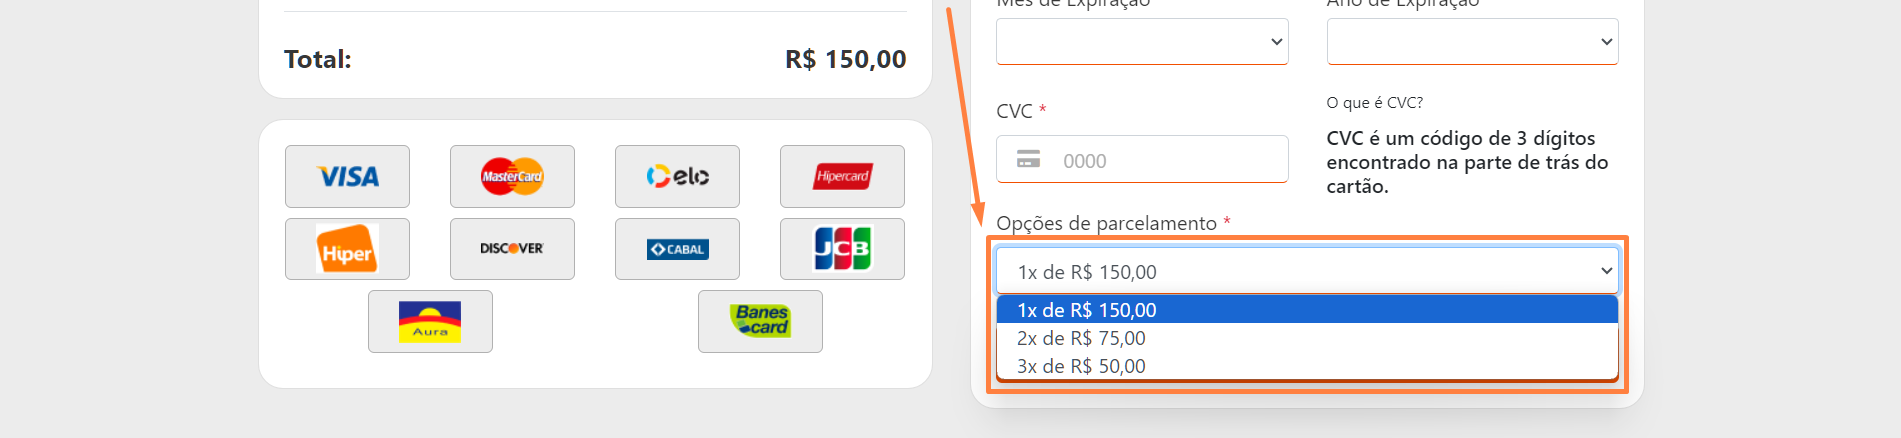 Total:
R$ 150,00
VISA
MasterCard
elo
Hipercard
Hiper
DISCOVER
CABAL
JCB
Aura
Banes
card
Mês de Expiração
Ano de Expiração
CVC *
0000
O que é CVC?
CVC é um código de 3 dígitos
encontrado na parte de trás do
cartão.
Opções de parcelamento *
1x de R$ 150,00
1x de R$ 150,00
2x de R$ 75,00
3x de R$ 50,00